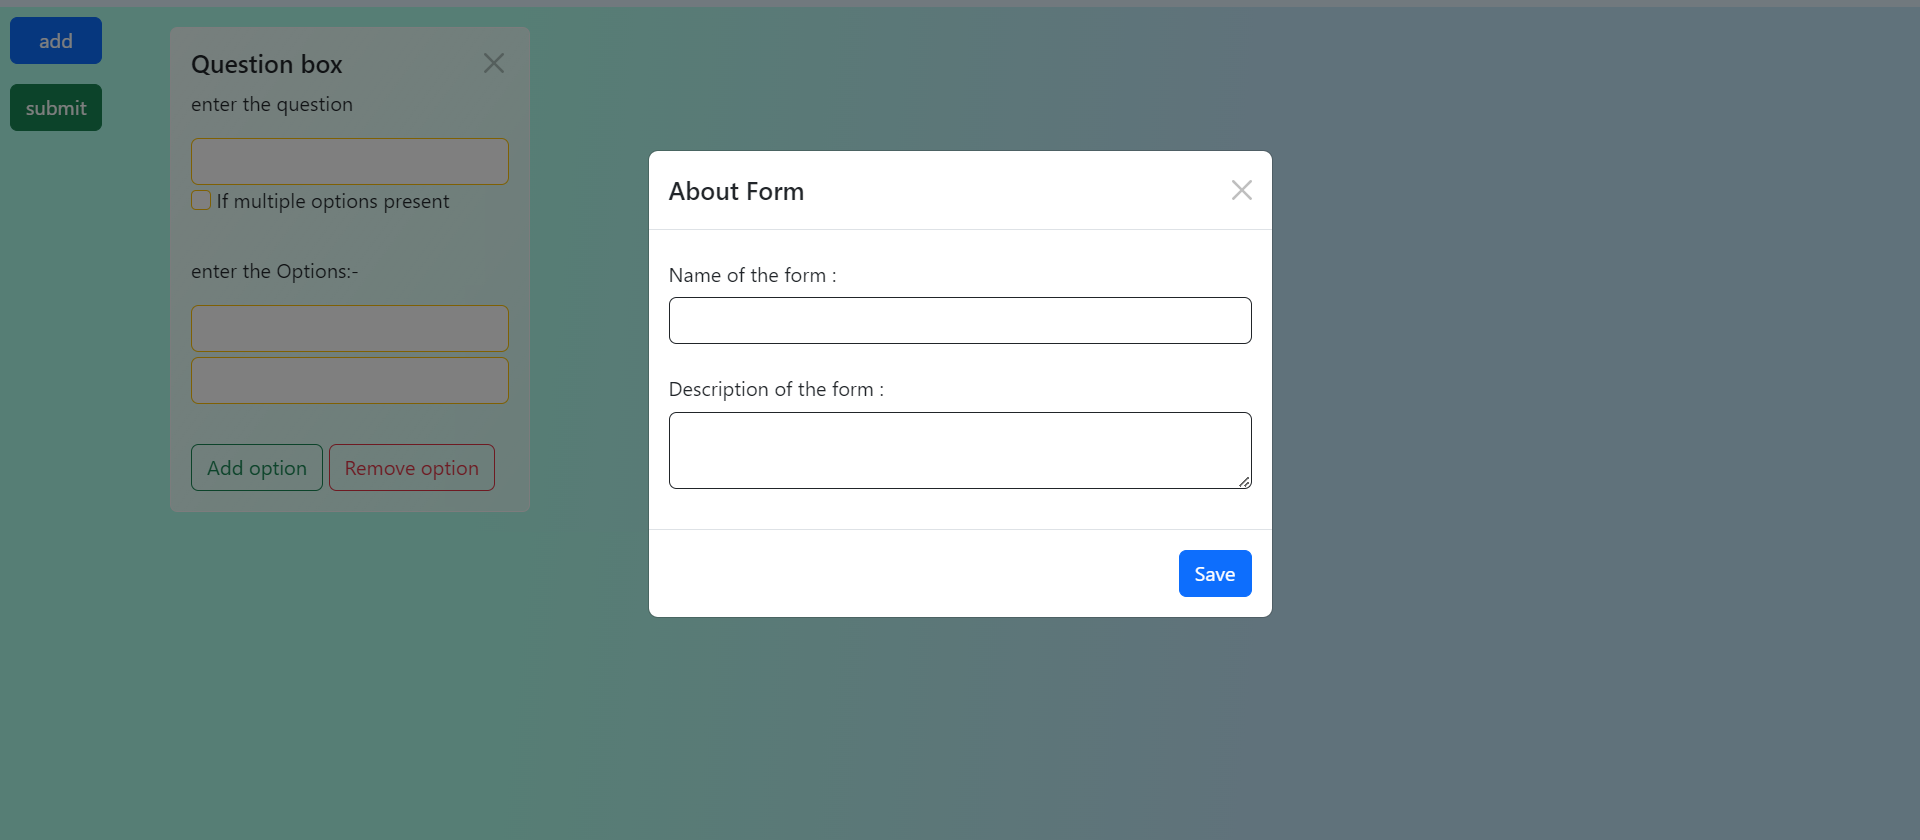 add
submit
Question box
enter the question
If multiple options present
enter the Options:-
Add option Remove option
About Form
Name of the form :
Description of the form :
Save